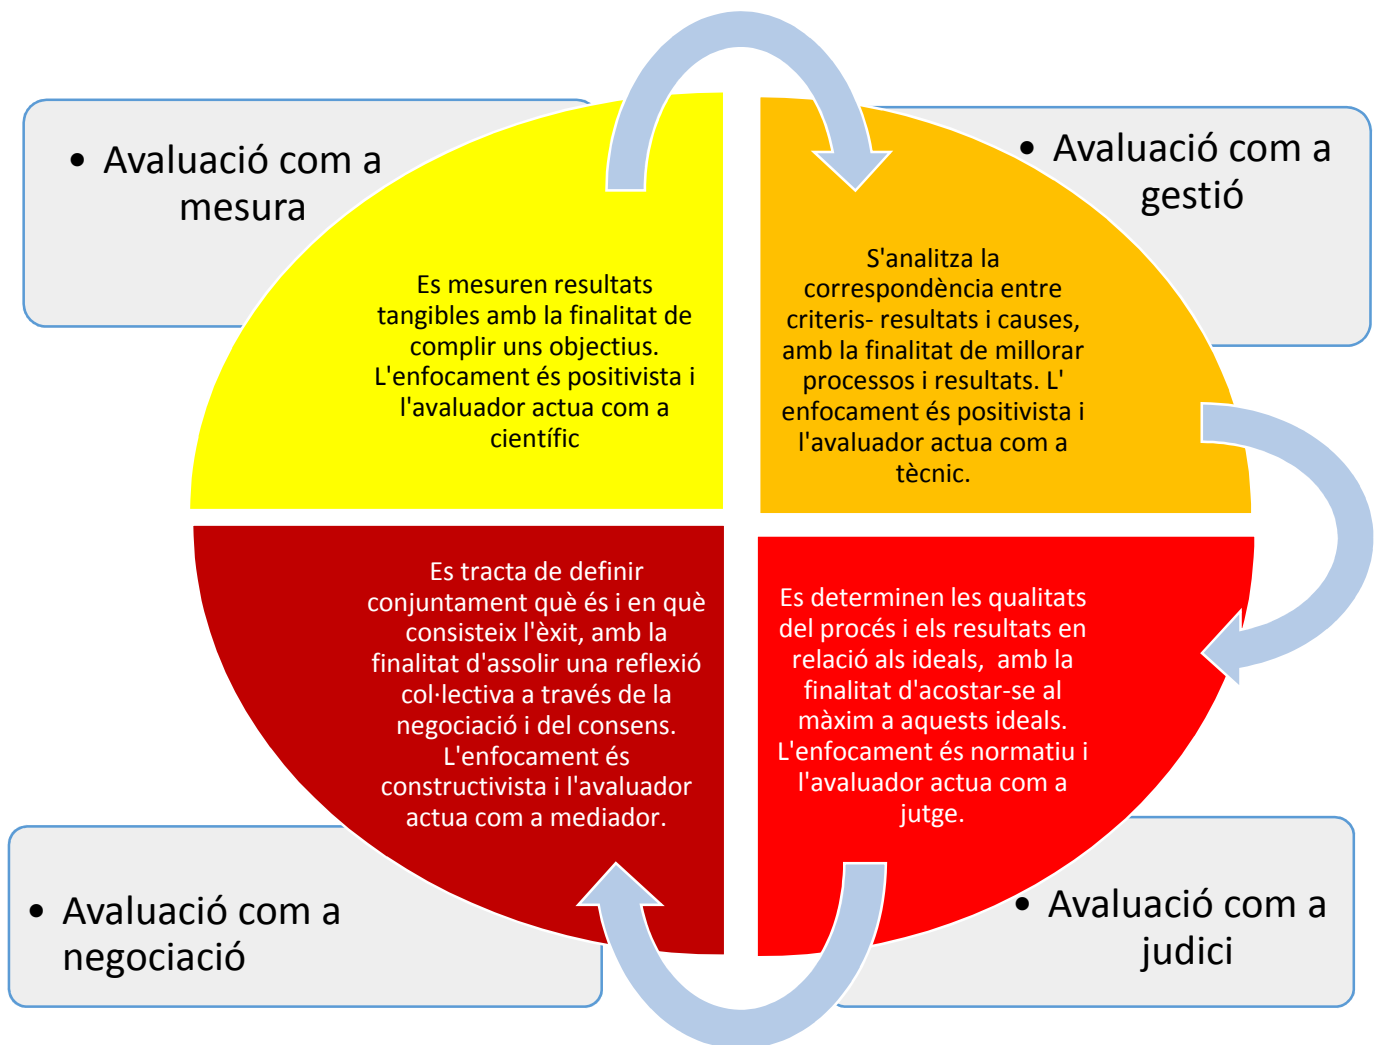 • Avaluació com a
mesura
Es mesuren resultats
tangibles amb la finalitat de
complir uns objectius.
L'enfocament és positivista i
l'avaluador actua com a
científic
• Avaluació com a
gestió
S'analitza la
correspondència entre
criteris- resultats i causes,
amb la finalitat de millorar
processos i resultats. L'
enfocament és positivista i
l'avaluador actua com a
tècnic.
Es determinen les qualitats
del procés i els resultats en
relació als ideals,  amb la
finalitat d'acostar-se al
màxim a aquests ideals.
L'enfocament és normatiu i
l'avaluador actua com a
jutge.
• Avaluació com a
judici
Es tracta de definir
conjuntament què és i en què
consisteix l'èxit, amb la
finalitat d'assolir una reflexió
col·lectiva a través de la
negociació i del consens.
L'enfocament és
constructivista i l'avaluador
actua com a mediador.
• Avaluació com a
negociació